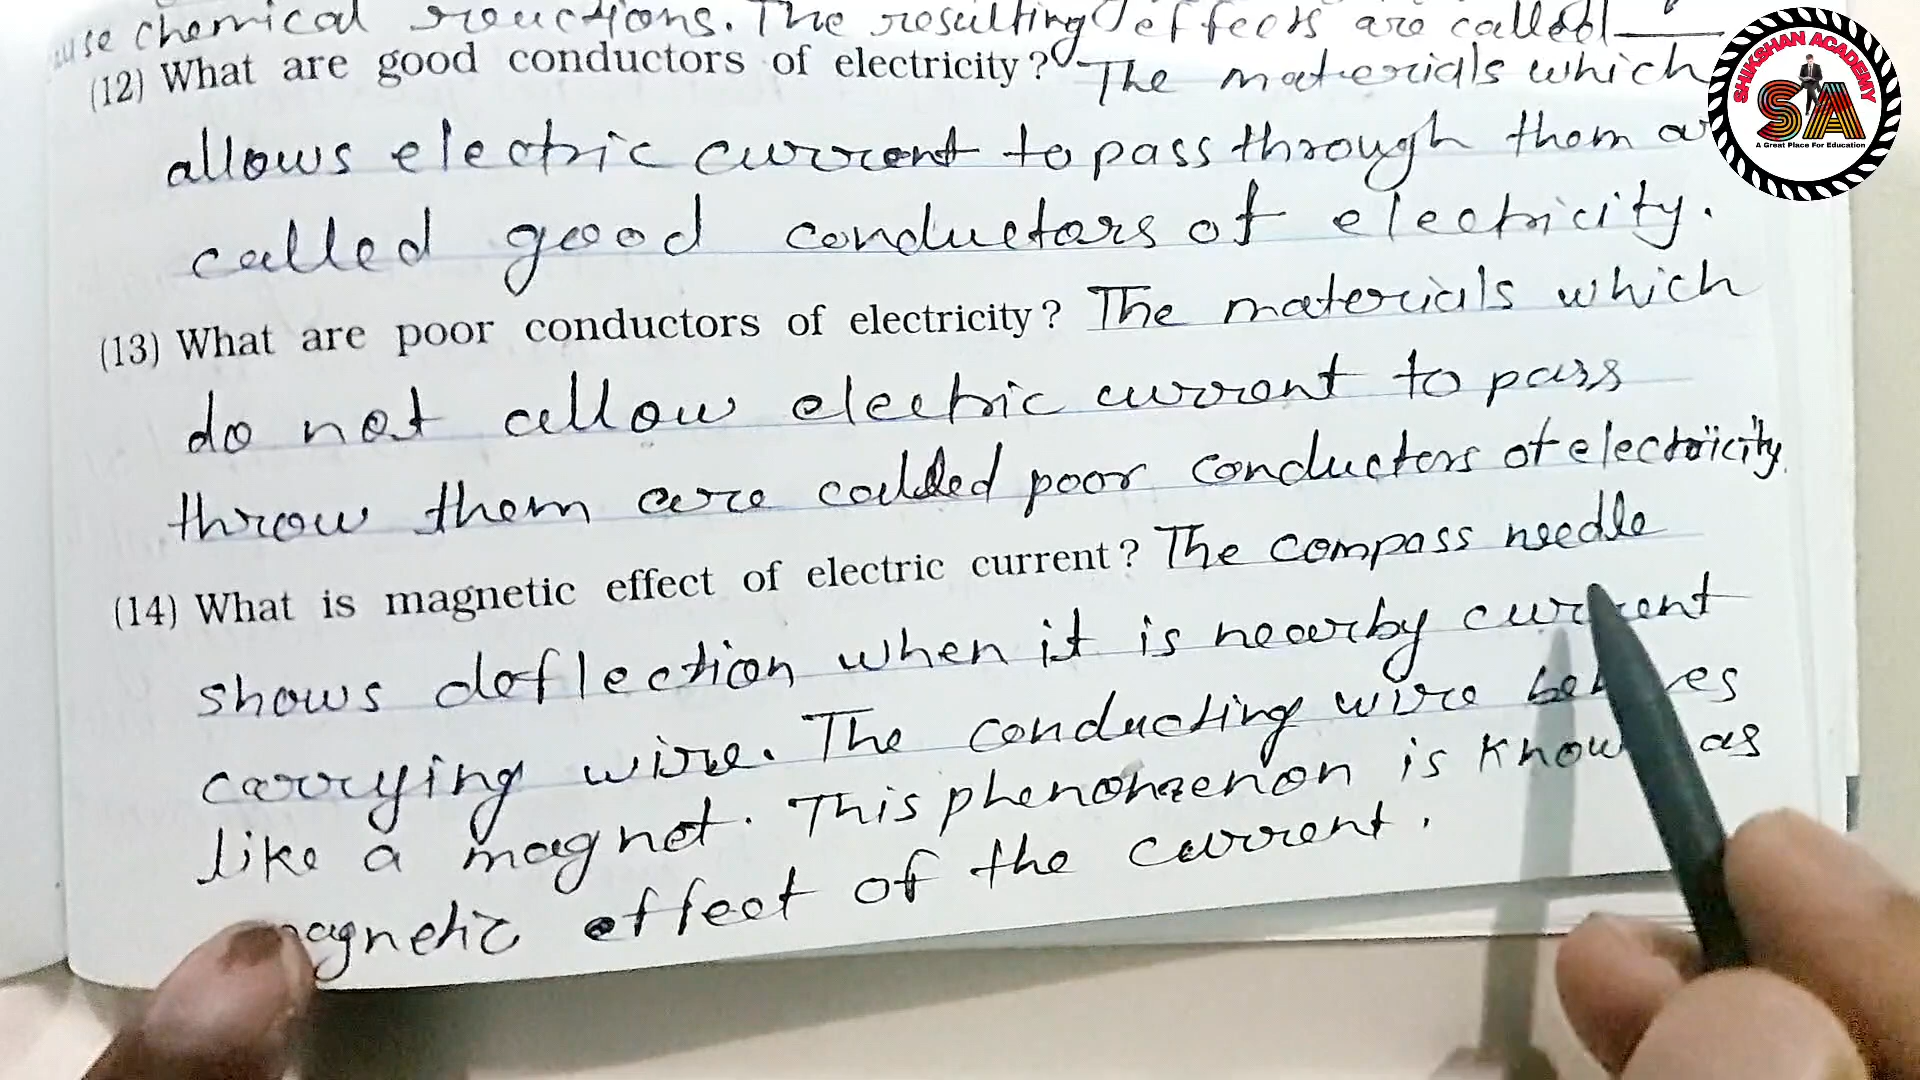 use chemical reactions. The resulting effects are called
(12) What are good conductors of electricity? The materials which
allows electric current to pass through them ar
called good conductors of electricity.
(13) What are poor conductors of electricity? The materials which
do not allow electric current to pass
throw them are called poor conductors of electricity.
(14) What is magnetic effect of electric current? The compass needle
shows deflection when it is nearby current
carrying wire. The conducting wire
like a magnet. This phenomenon is know as
magnetic effect of the current.
SHIKSHAN ACADEMY
SA
A Great Place For Education